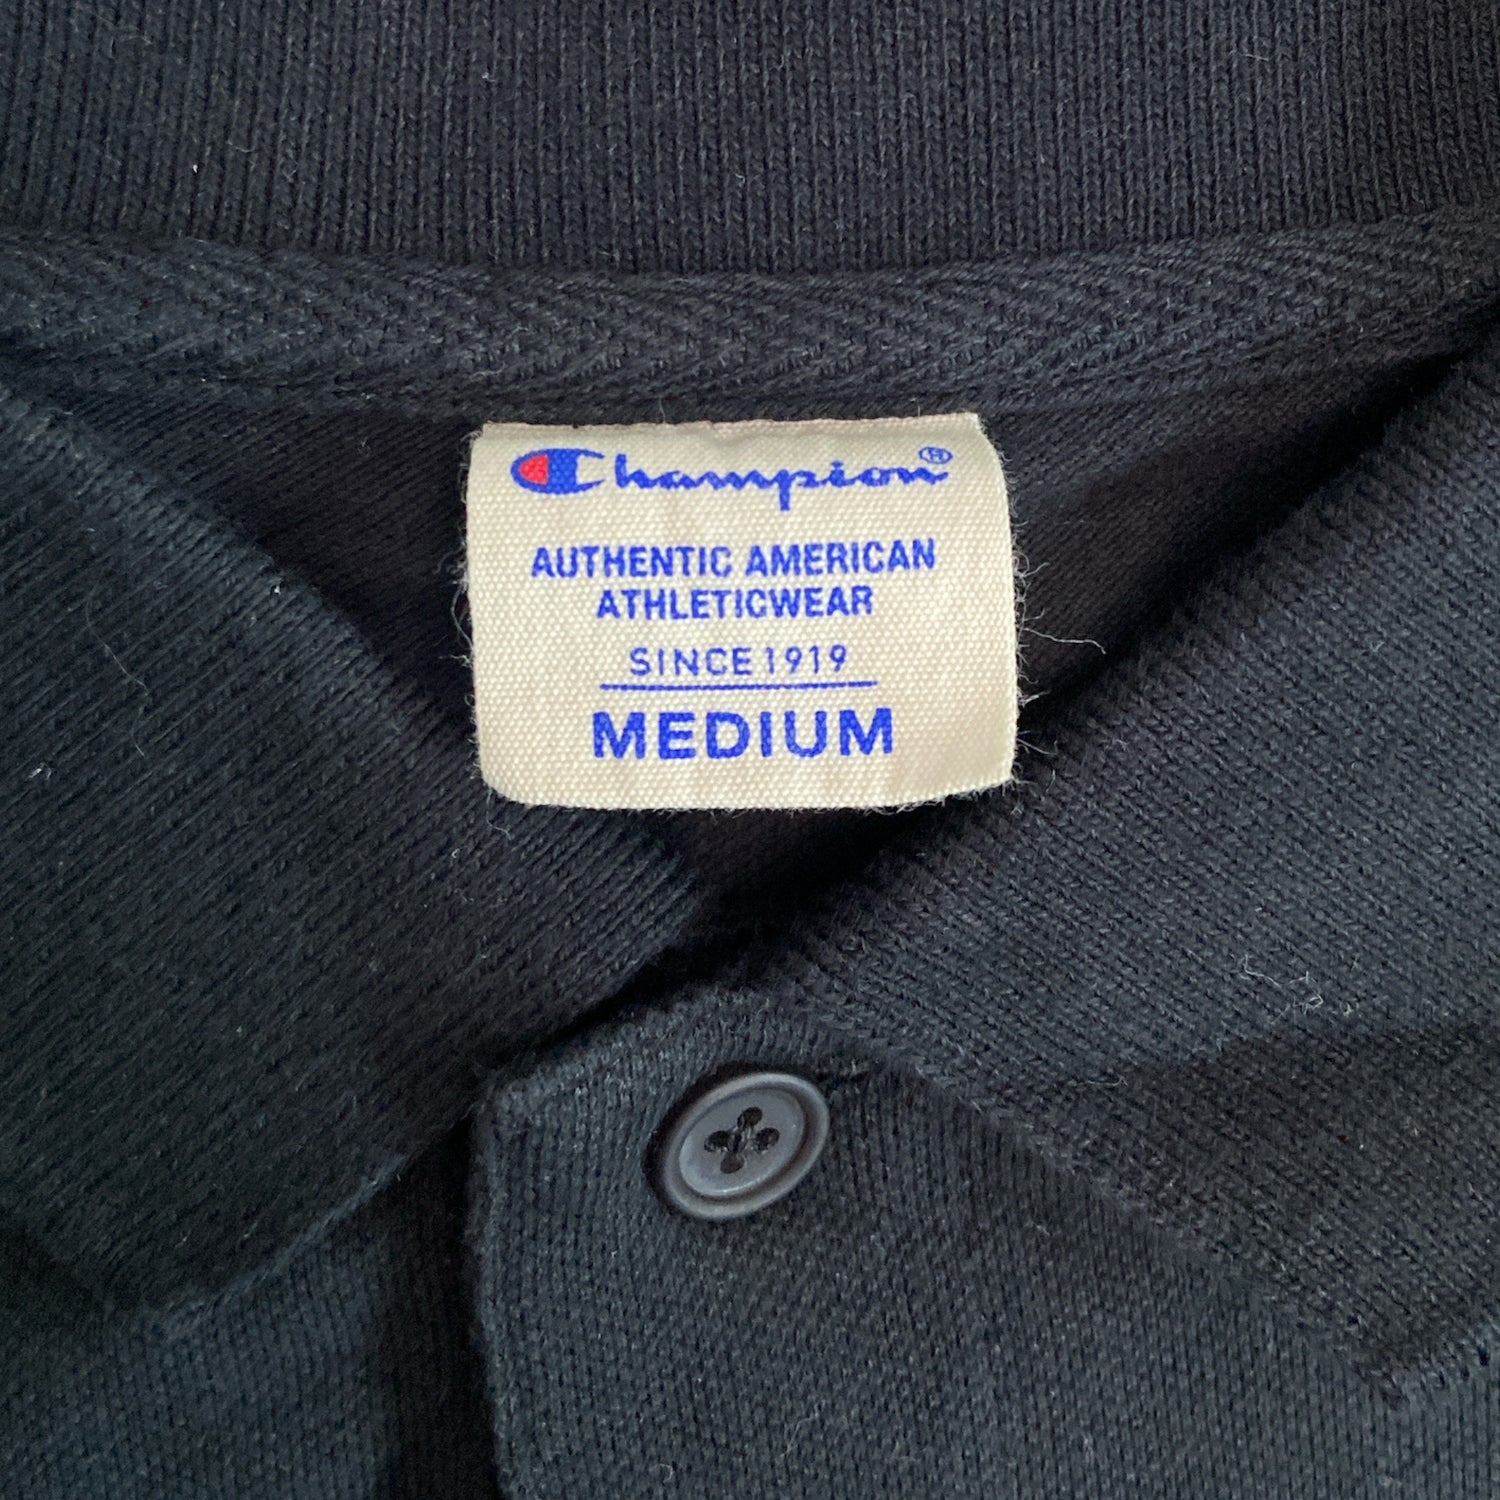 Champion®
AUTHENTIC AMERICAN
ATHLETICWEAR
SINCE 1919
MEDIUM